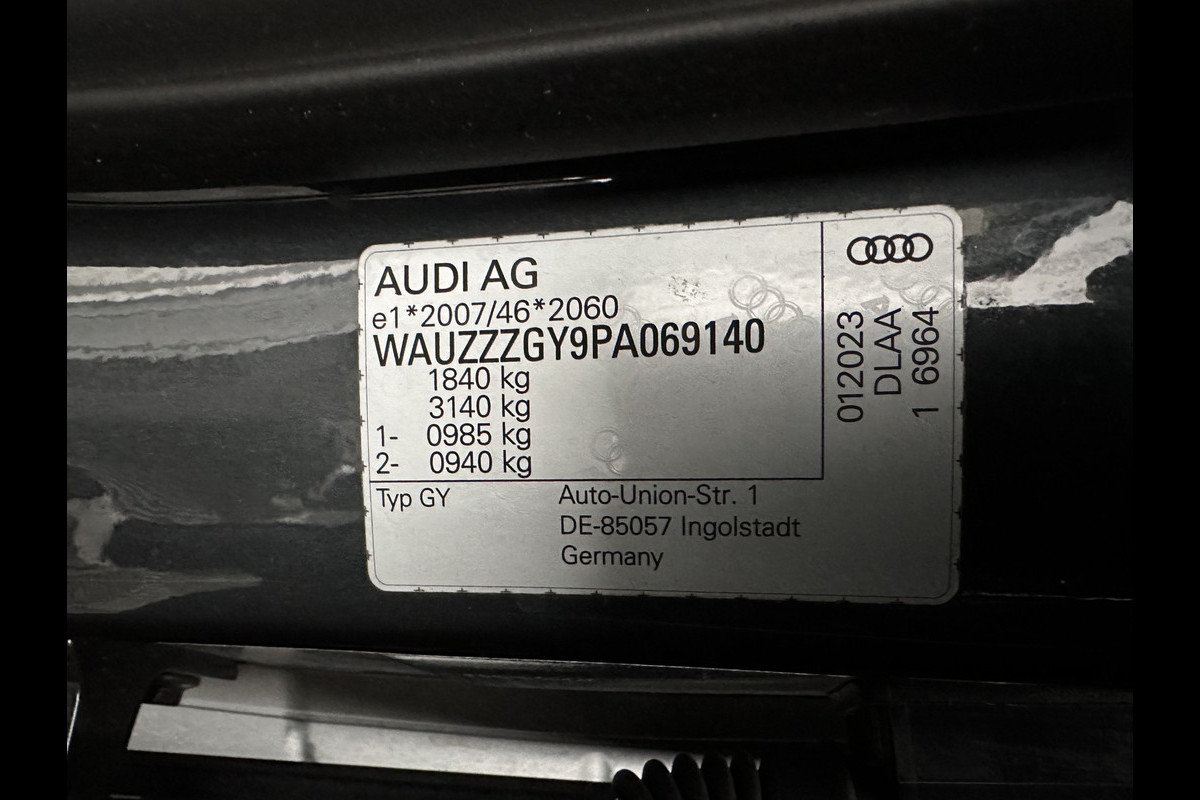 AUDI AG
e1*2007/46*2060
WAUZZZGY9PA069140
1840 kg
3140 kg
1- 0985 kg
2- 0940 kg
Typ GY
Auto-Union-Str. 1
DE-85057 Ingolstadt
Germany
012023
DLAA
1 6964